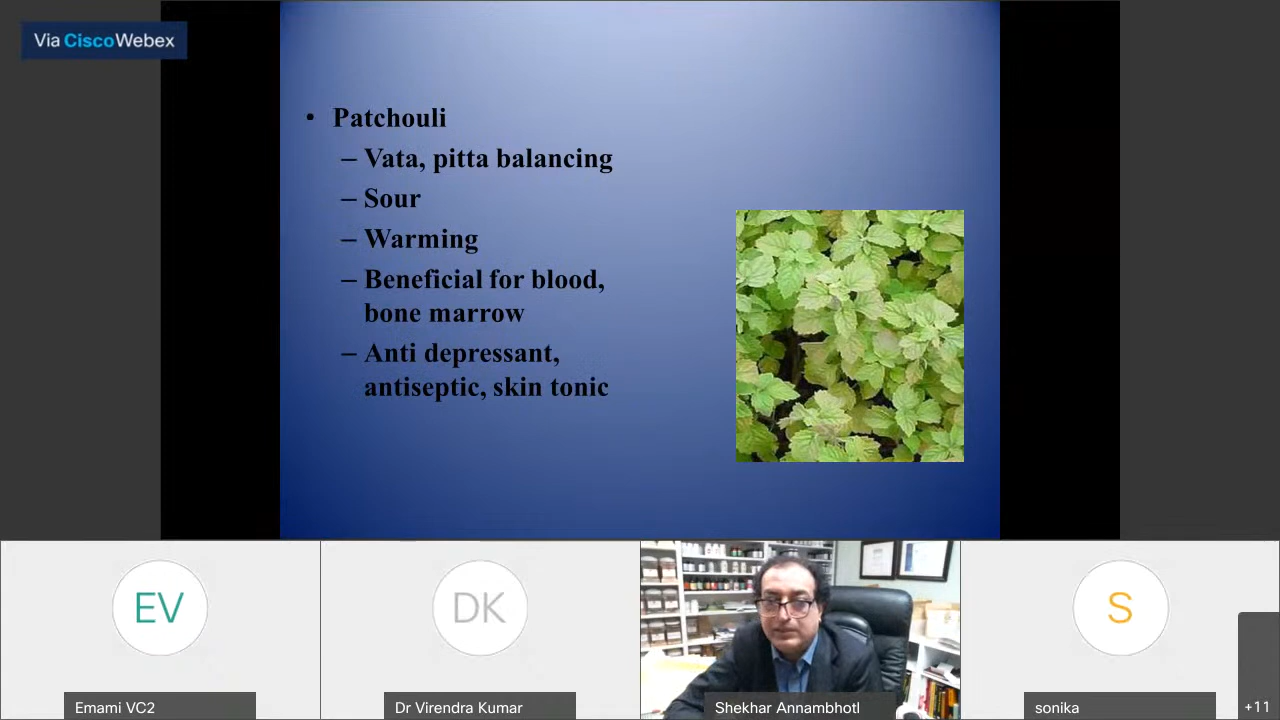 Via CiscoWebex
• Patchouli
– Vata, pitta balancing
– Sour
– Warming
– Beneficial for blood,
bone marrow
– Anti depressant,
antiseptic, skin tonic
EV
DK
S
Emami VC2
Dr Virendra Kumar
Shekhar Annambhotl
sonika
+11